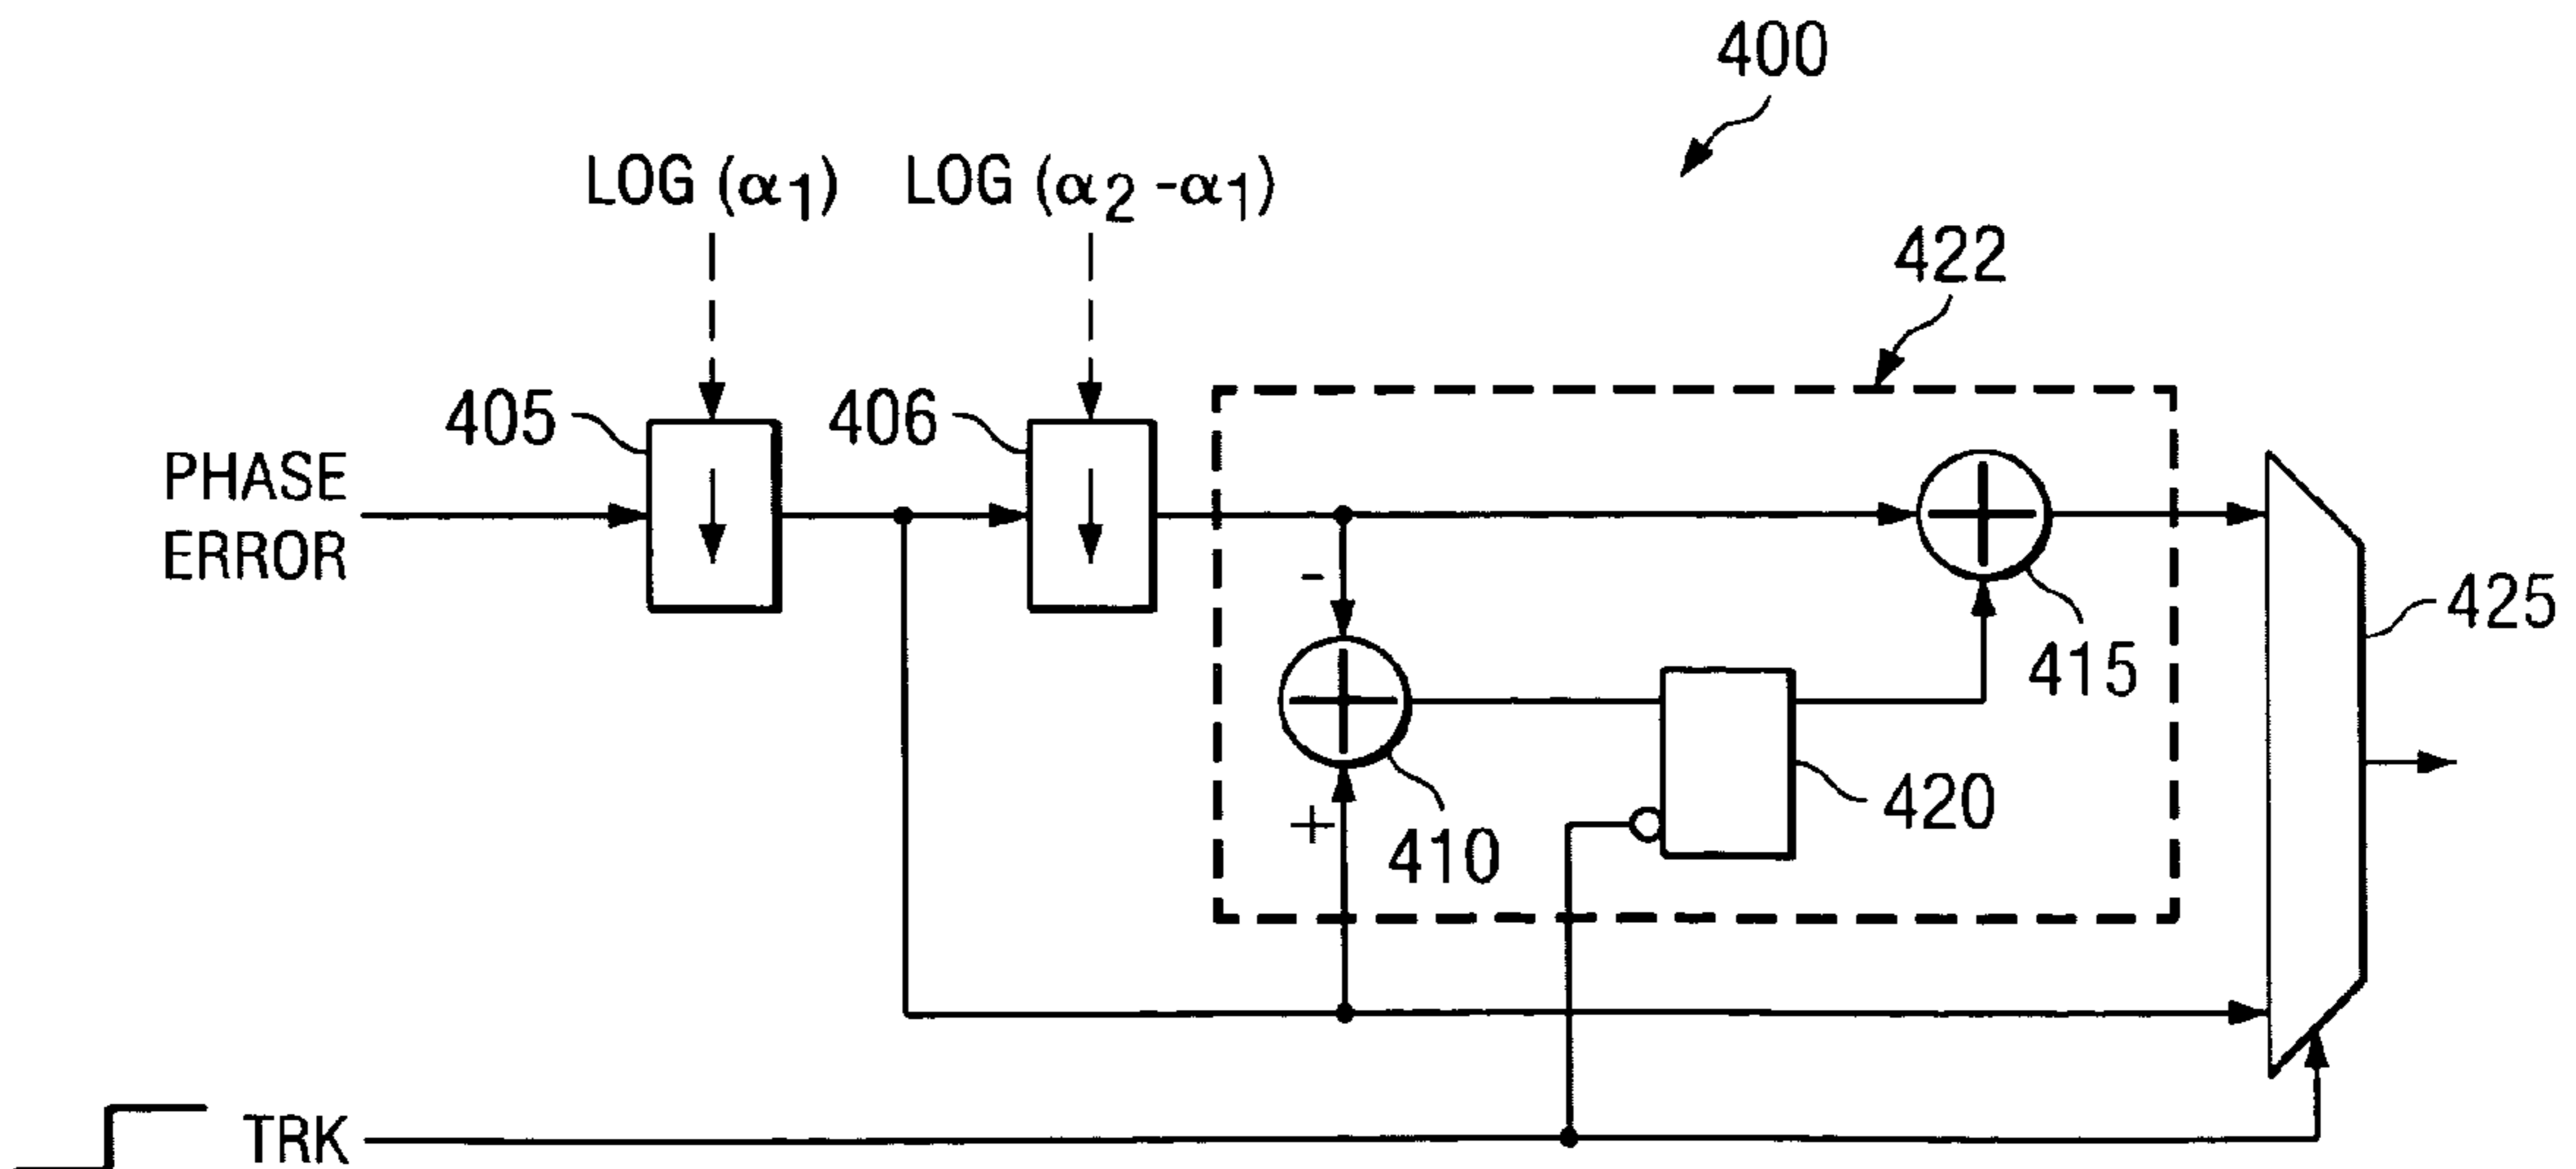 400
LOG (α1) LOG (α2 -α1)
422
405
406
PHASE
ERROR
-
425
415
+
410
420
TRK